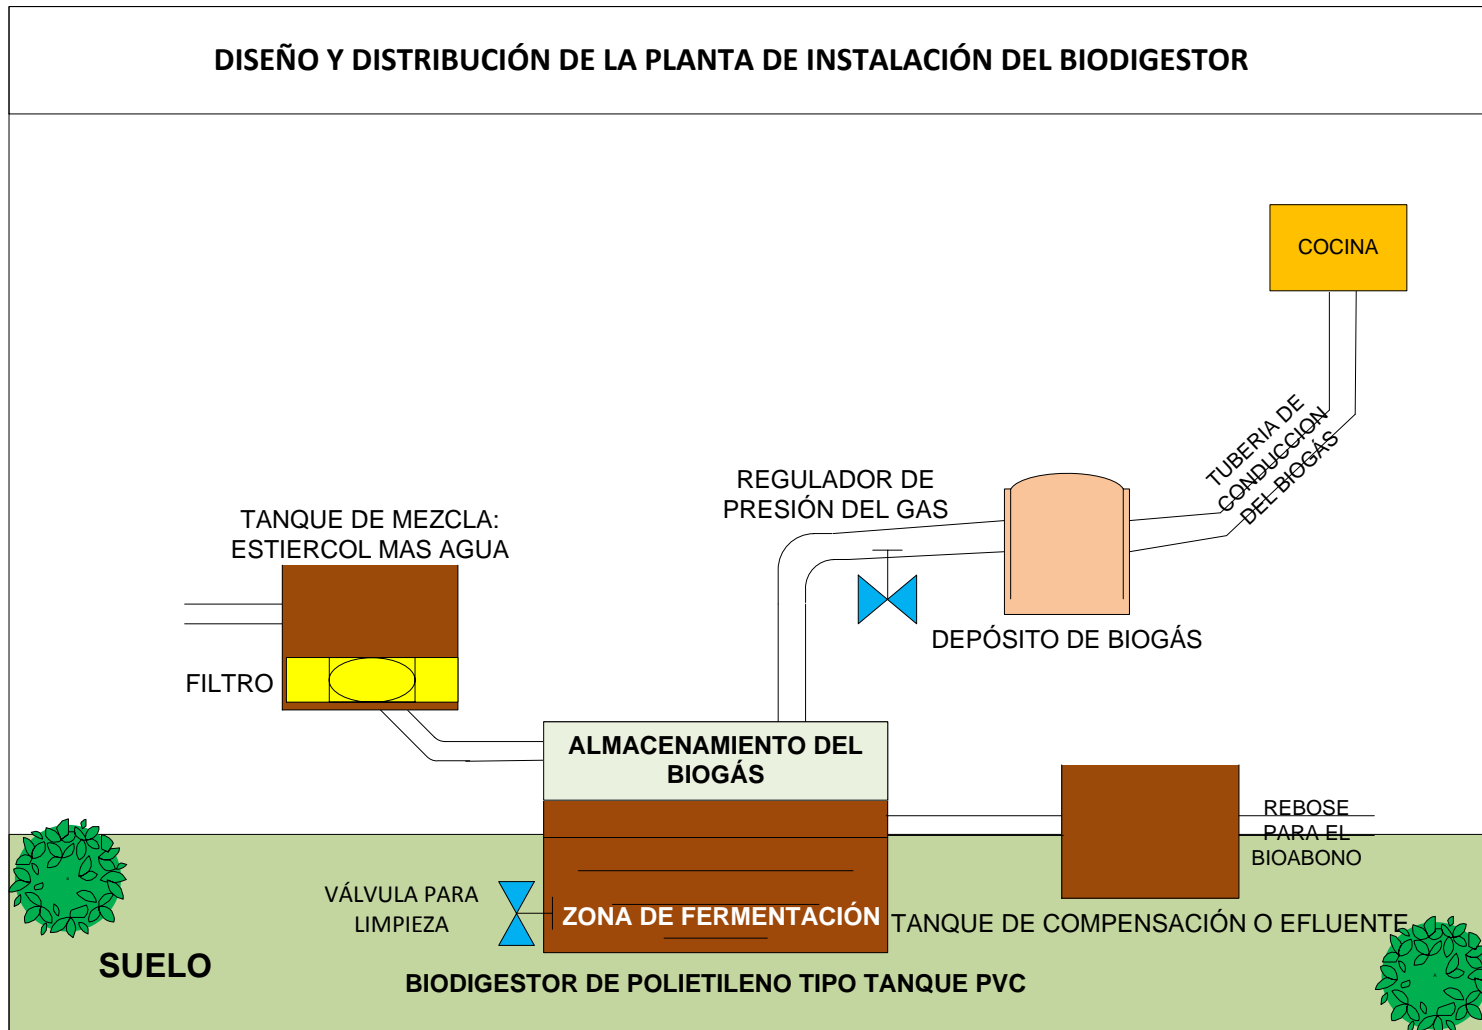 DISEÑO Y DISTRIBUCIÓN DE LA PLANTA DE INSTALACIÓN DEL BIODIGESTOR
COCINA
TUBERIA DE
CONDUCCION
DEL BIOGÁS
REGULADOR DE
PRESIÓN DEL GAS
TANQUE DE MEZCLA:
ESTIERCOL MAS AGUA
DEPÓSITO DE BIOGÁS
FILTRO
ALMACENAMIENTO DEL
BIOGÁS
REBOSE
PARA EL
BIOABONO
VÁLVULA PARA
LIMPIEZA
ZONA DE FERMENTACIÓN
TANQUE DE COMPENSACIÓN O EFLUENTE
SUELO
BIODIGESTOR DE POLIETILENO TIPO TANQUE PVC